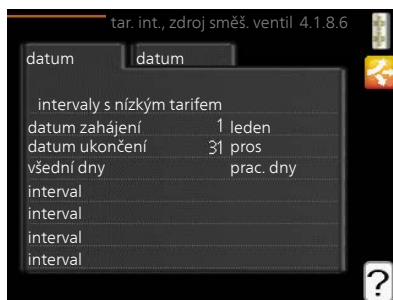 tar. int., zdroj směš. ventil 4.1.8.6
datum datum
intervaly s nízkým tarifem
datum zahájení 1 leden
datum ukončení 31 pros
všední dny prac. dny
interval
interval
interval
interval
?